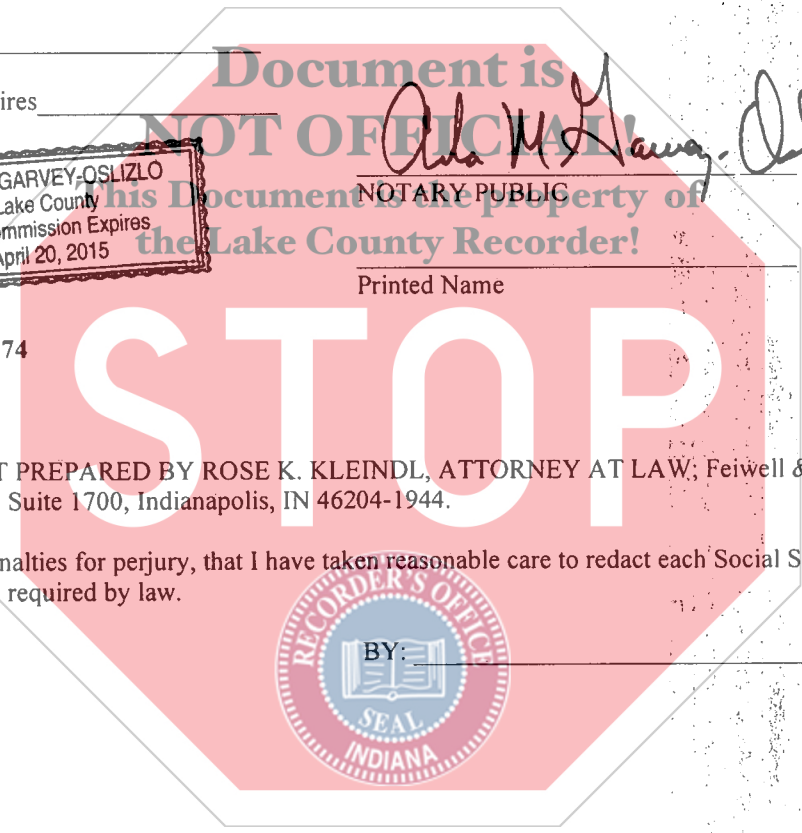 Document is
ires
NOT OFFICIAL!
GARVEY-OSLIZLO
Lake County
mmission Expires
April 20, 2015
This Document is the property of
the Lake County Recorder!
NOTARY PUBLIC
Printed Name
74
STOP
T PREPARED BY ROSE K. KLEINDL, ATTORNEY AT LAW; Feiwell &
Suite 1700, Indianapolis, IN 46204-1944.
nalties for perjury, that I have taken reasonable care to redact each Social S
required by law.
RECORDER'S OFFICE
BY:
SEAL
INDIANA